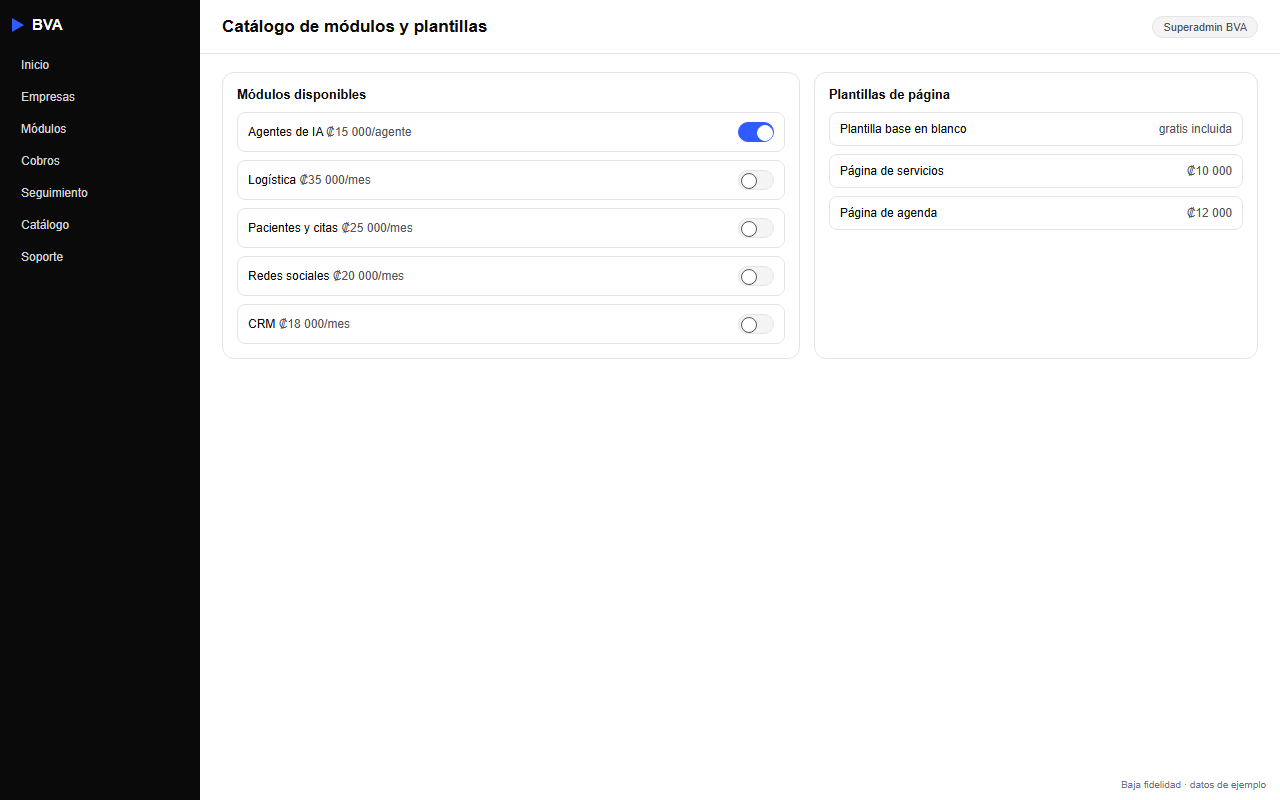 BVA
Inicio
Empresas
Módulos
Cobros
Seguimiento
Catálogo
Soporte
Catálogo de módulos y plantillas
Superadmin BVA
Módulos disponibles
Agentes de IA ₡15 000/agente
Logística ₡35 000/mes
Pacientes y citas ₡25 000/mes
Redes sociales ₡20 000/mes
CRM ₡18 000/mes
Plantillas de página
Plantilla base en blanco gratis incluida
Página de servicios ₡10 000
Página de agenda ₡12 000
Baja fidelidad · datos de ejemplo